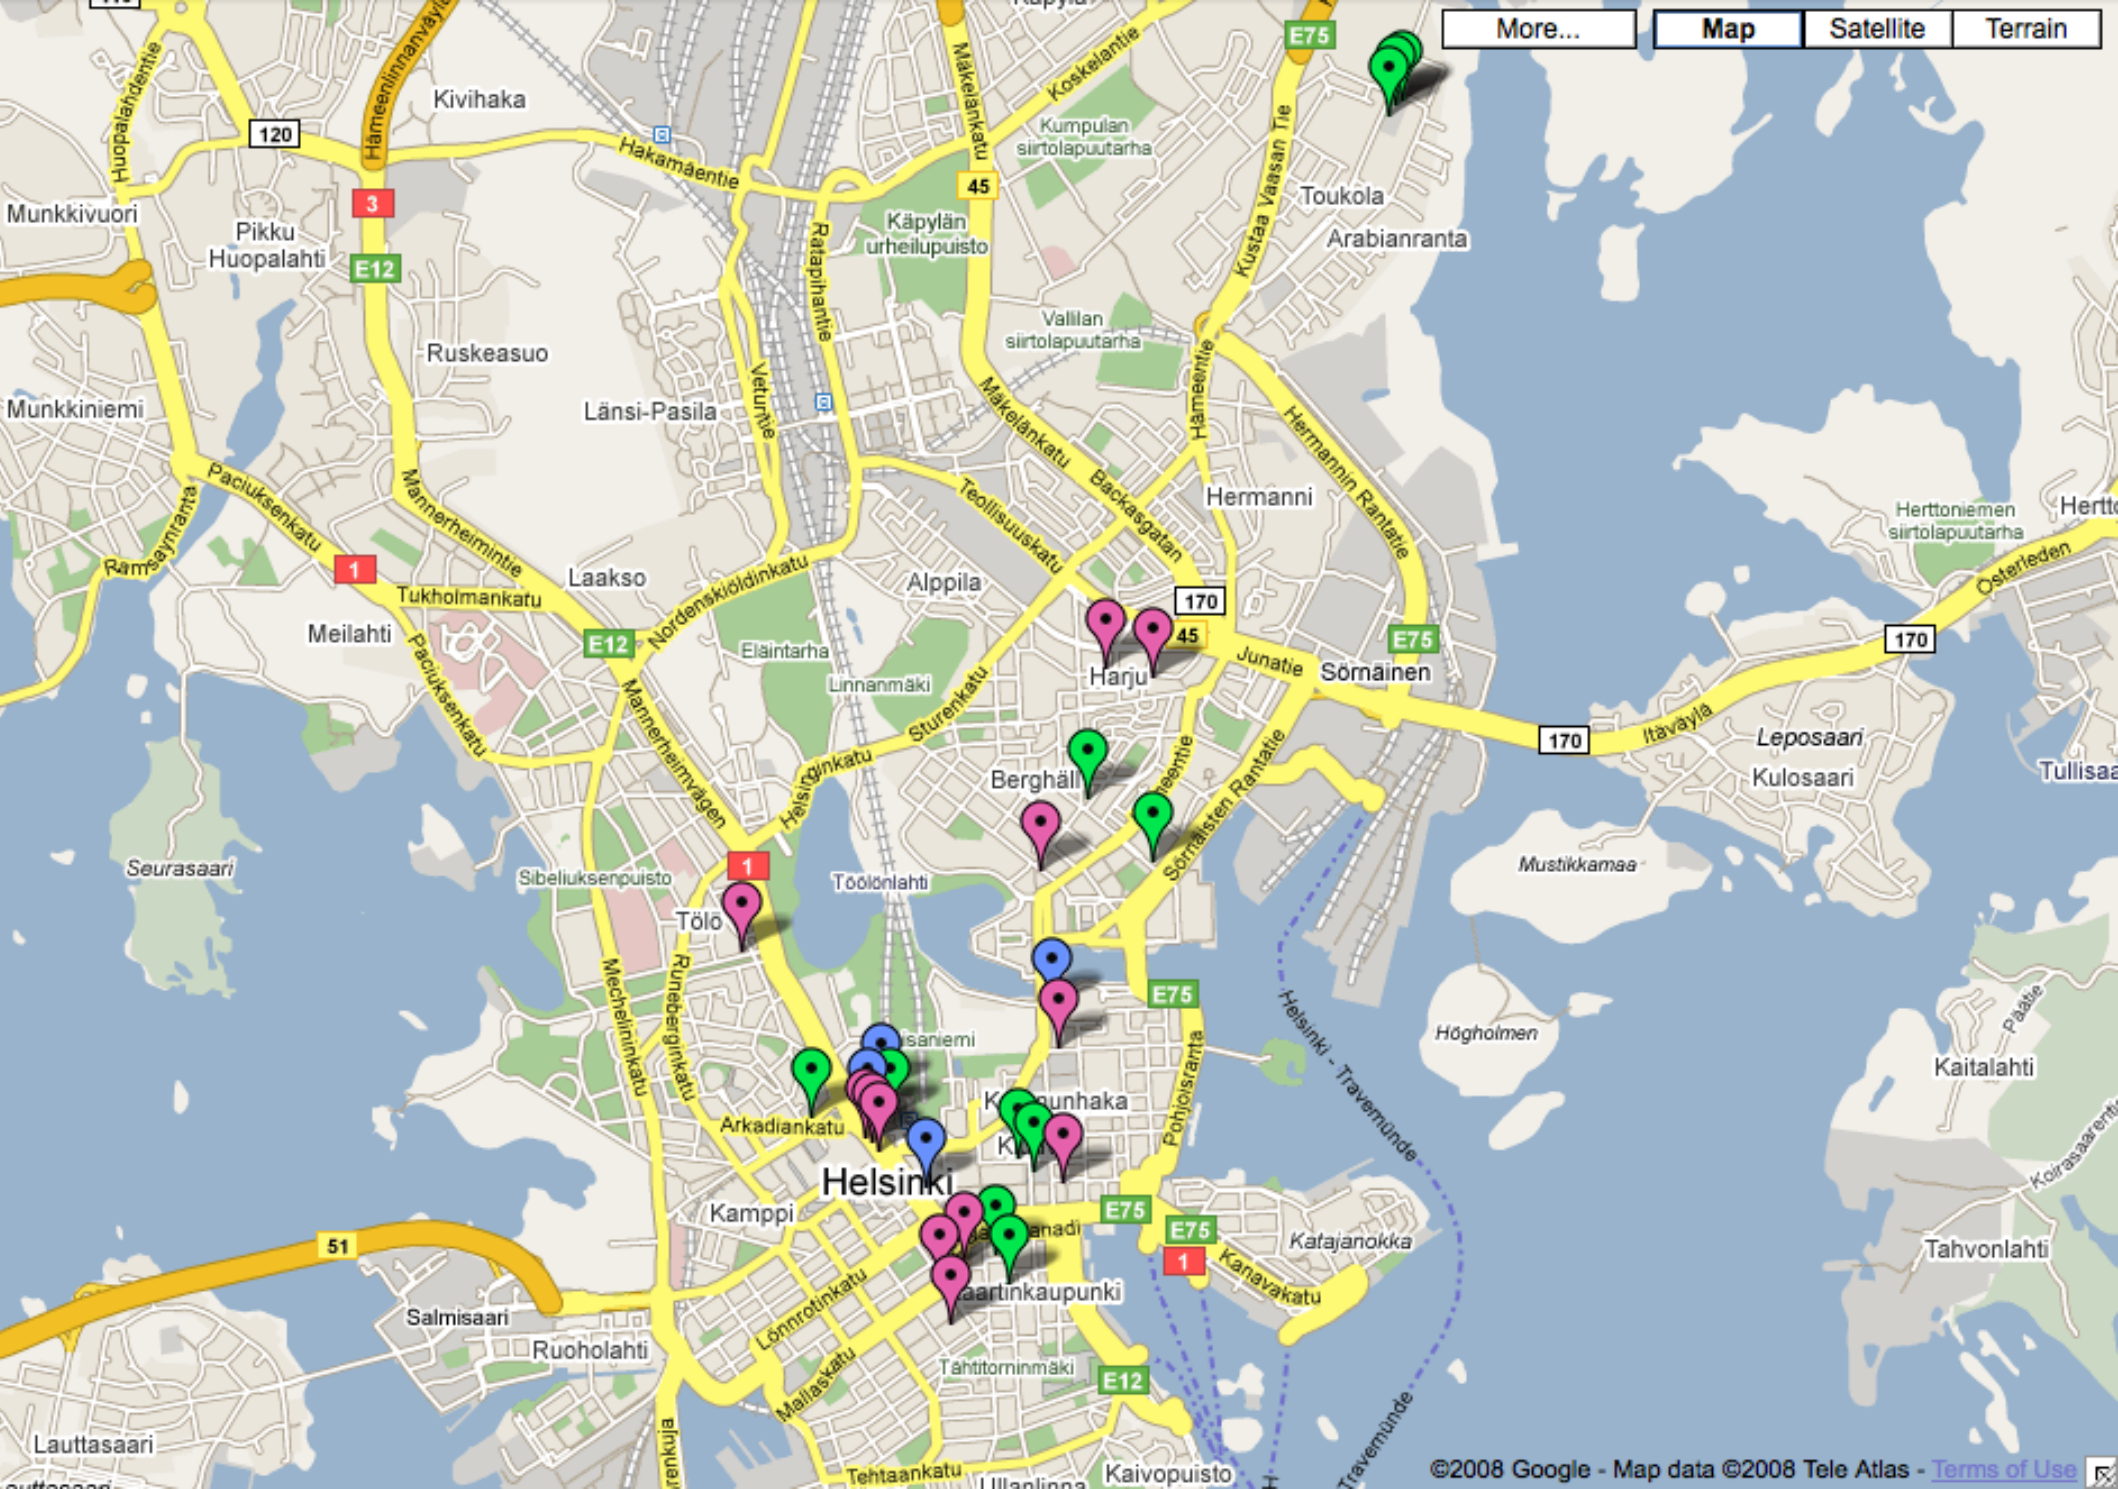 More...
Map
Satellite
Terrain
E75
Huopalahdentie
Hämeenlinnanväylä
Kivihaka
Mäkelänkatu
Koskelantie
120
Kumpulan
siirtolapuutarha
Hakamäentie
Kustaa Vaasan Tie
45
3
Toukola
Munkkivuori
Pikku
Huopalahti
Käpylän
urheilupuisto
Ratapihantie
Arabianranta
E12
Vallilan
siirtolapuutarha
Ruskeasuo
Hämeentie
Munkkiniemi
Länsi-Pasila
Veturitie
Mäkelänkatu
Hermannin Rantatie
Paciuksenkatu
Mannerheimintie
Teollisuuskatu
Backasgatan
Hermanni
Herttoniemen
siirtolapuutarha
Ramsaynranta
Österleden
1
Laakso
Nordenskiöldinkatu
Alppila
Tukholmankatu
170
Meilahti
E12
45
E75
170
Paciuksenkatu
Eläintarha
Junatie
Sörnäinen
Harju
Linnanmäki
Mannerheimvägen
Sturenkatu
Itäväylä
170
Leposaari
Kulosaari
Helsinginkatu
Berghäll
Sörnäisten Rantatie
Seurasaari
1
Sibeliuksenpuisto
Töölönlahti
Mustikkamaa
Tölö
Mechelininkatu
Runeberginkatu
E75
Helsinki - Travemünde
Högholmen
Päätie
Pohjoisranta
Kaitalahti
Arkadiankatu
Koirasaarentie
Helsinki
Kamppi
E75
E75
Katajanokka
51
1
Kanavakatu
Tahvonlahti
Salmisaari
Lönnrotinkatu
Ruoholahti
Tähtitorninmäki
E12
Mallaskatu
Travemünde
Lauttasaari
Tehtaankatu
Ullanlinna
Kaivopuisto
©2008 Google - Map data ©2008 Tele Atlas - Terms of Use